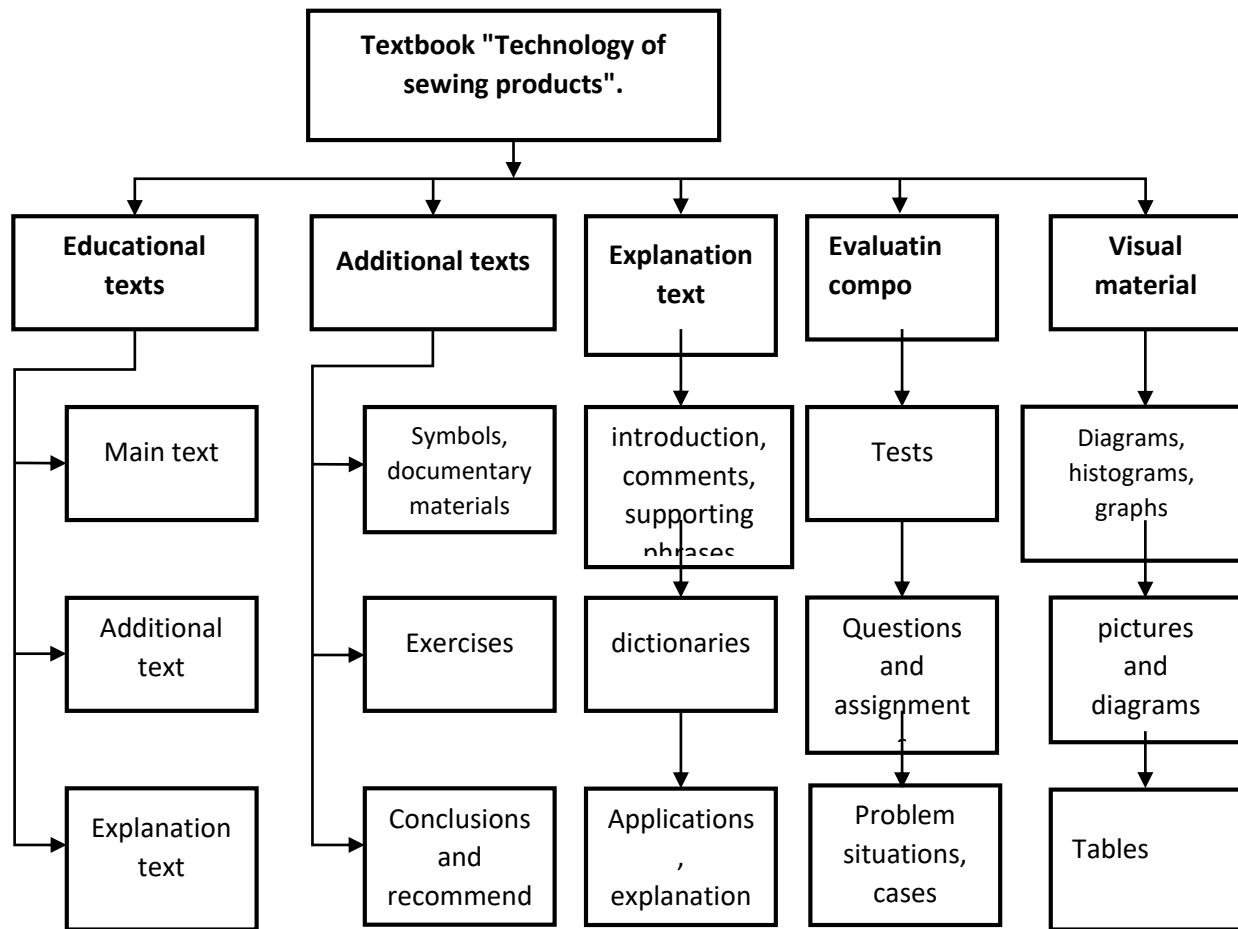 Textbook "Technology of
sewing products".
Educational
texts
Additional texts
Explanation
text
Evaluatin
compo
Visual
material
Main text
Symbols,
documentary
materials
introduction,
comments,
supporting
phrases
Tests
Diagrams,
histograms,
graphs
Additional
text
Exercises
dictionaries
Questions
and
assignment
pictures
and
diagrams
Explanation
text
Conclusions
and
recommend
Applications
,
explanation
Problem
situations,
cases
Tables